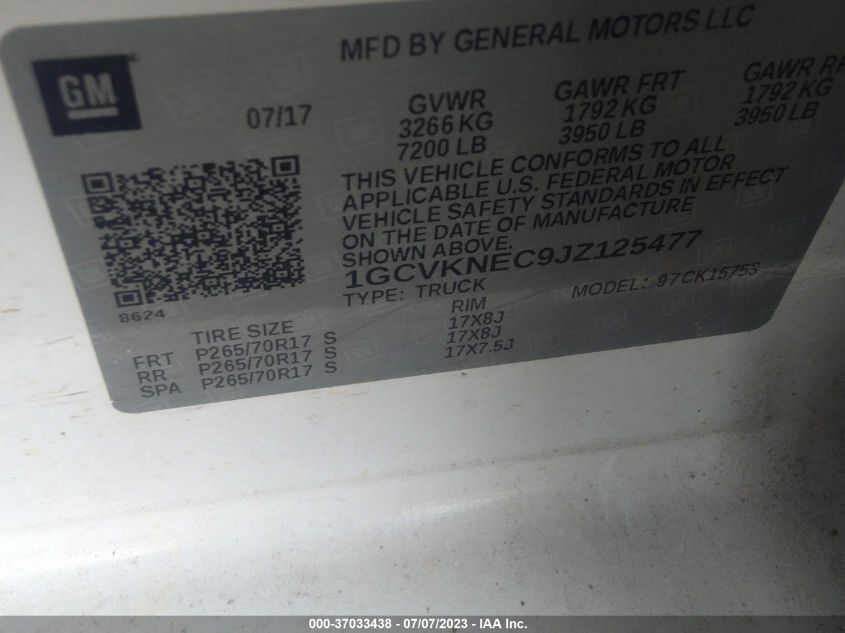 MFD BY GENERAL MOTORS LLC
GM
07/17
GVWR
3266 KG
7200 LB
GAWR FRT
1792 KG
3950 LB
GAWR RR
1792 KG
3950 LB
THIS VEHICLE CONFORMS TO ALL
APPLICABLE U.S. FEDERAL MOTOR
VEHICLE SAFETY STANDARDS IN EFFECT
ON THE DATE OF MANUFACTURE
SHOWN ABOVE.
1GCVKNEC9JZ125477
TYPE: TRUCK
MODEL: 97CK15753
8624
TIRE SIZE RIM
FRT P265/70R17 S 17X8J
RR P265/70R17 S 17X8J
SPA P265/70R17 S 17X7.5J
000-37033438 - 07/07/2023 - IAA Inc.